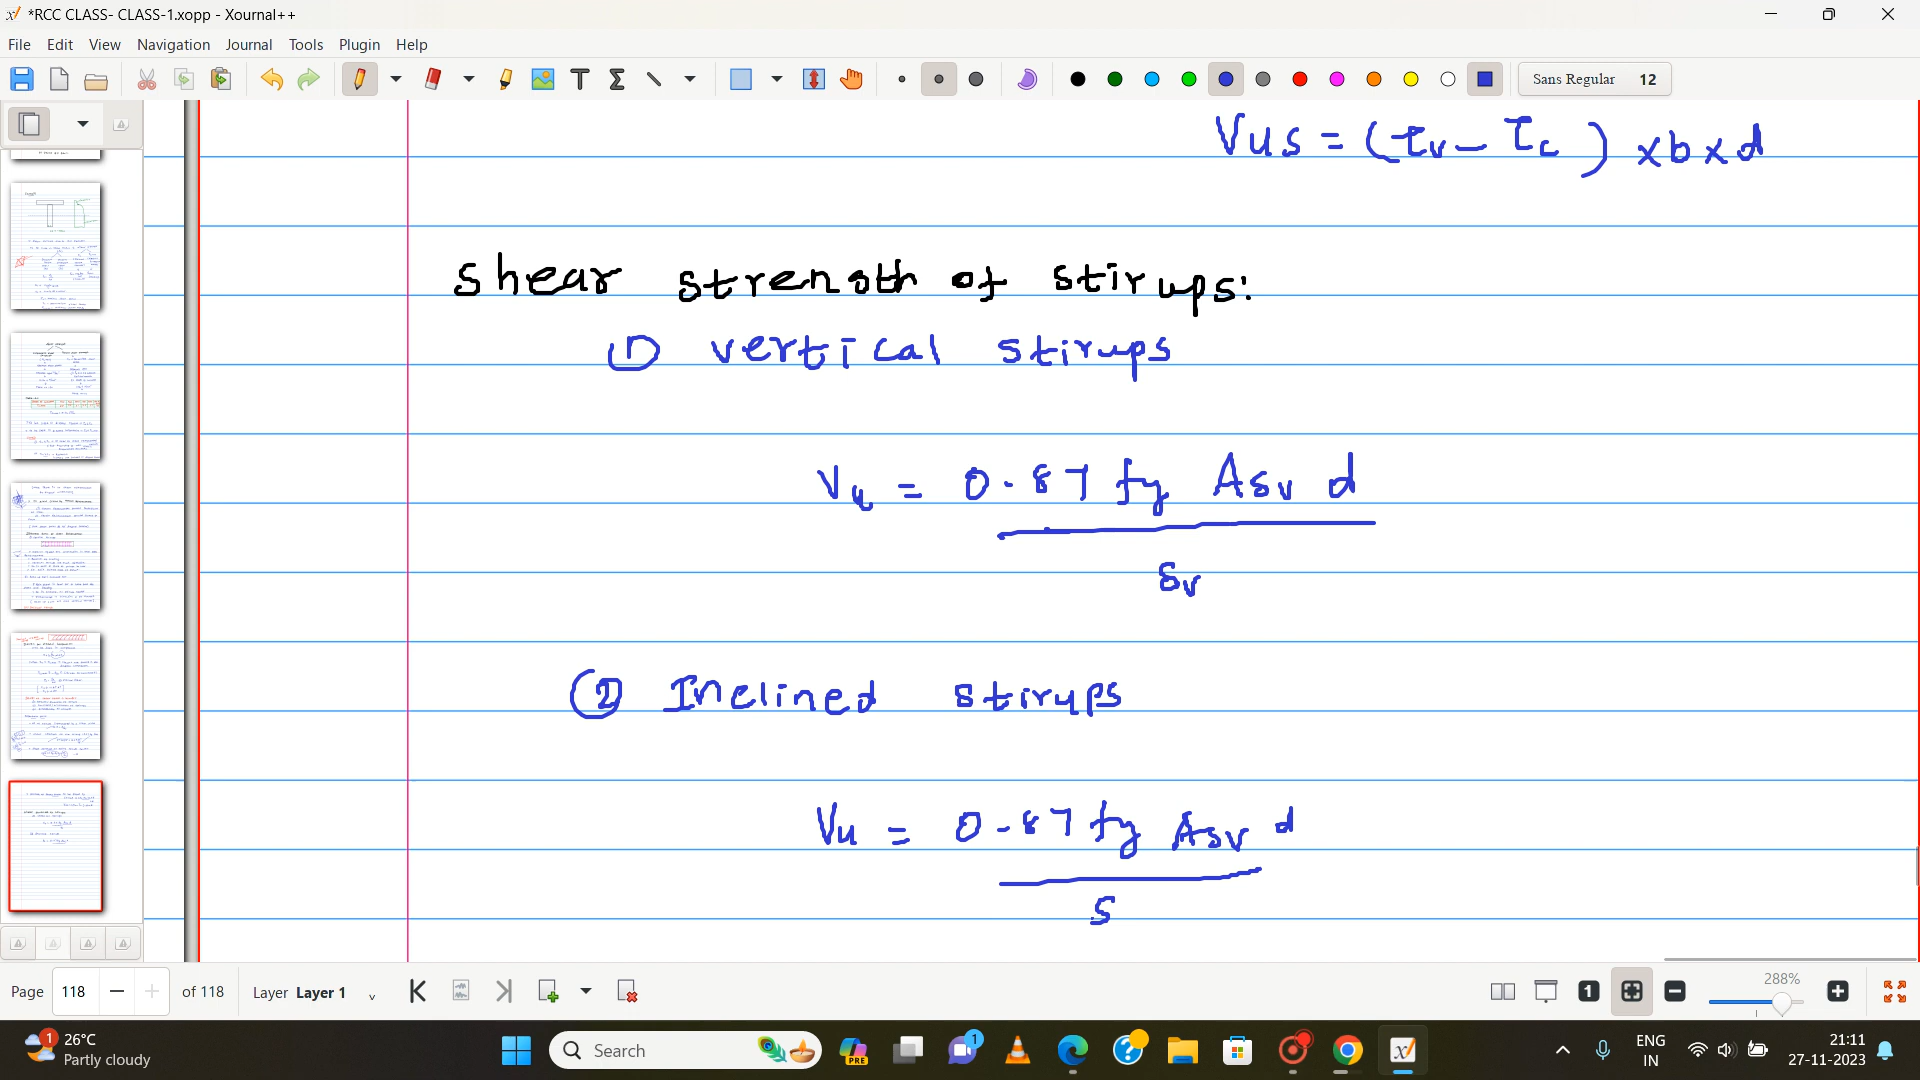 *RCC CLASS- CLASS-1.xopp - Xournal++
File Edit View Navigation Journal Tools Plugin Help
Sans Regular 12
Vus = (τv - τc) x b x d
shear strength of stirups:
① vertical stirups
Vu = 0.87 fy Asv d
Sv
② Inclined stirups
Vu = 0.87 fy Asv d
S
Page 118 of 118 Layer Layer 1
288%
26°C
Partly cloudy
Search
PRE
ENG
IN
21:11
27-11-2023